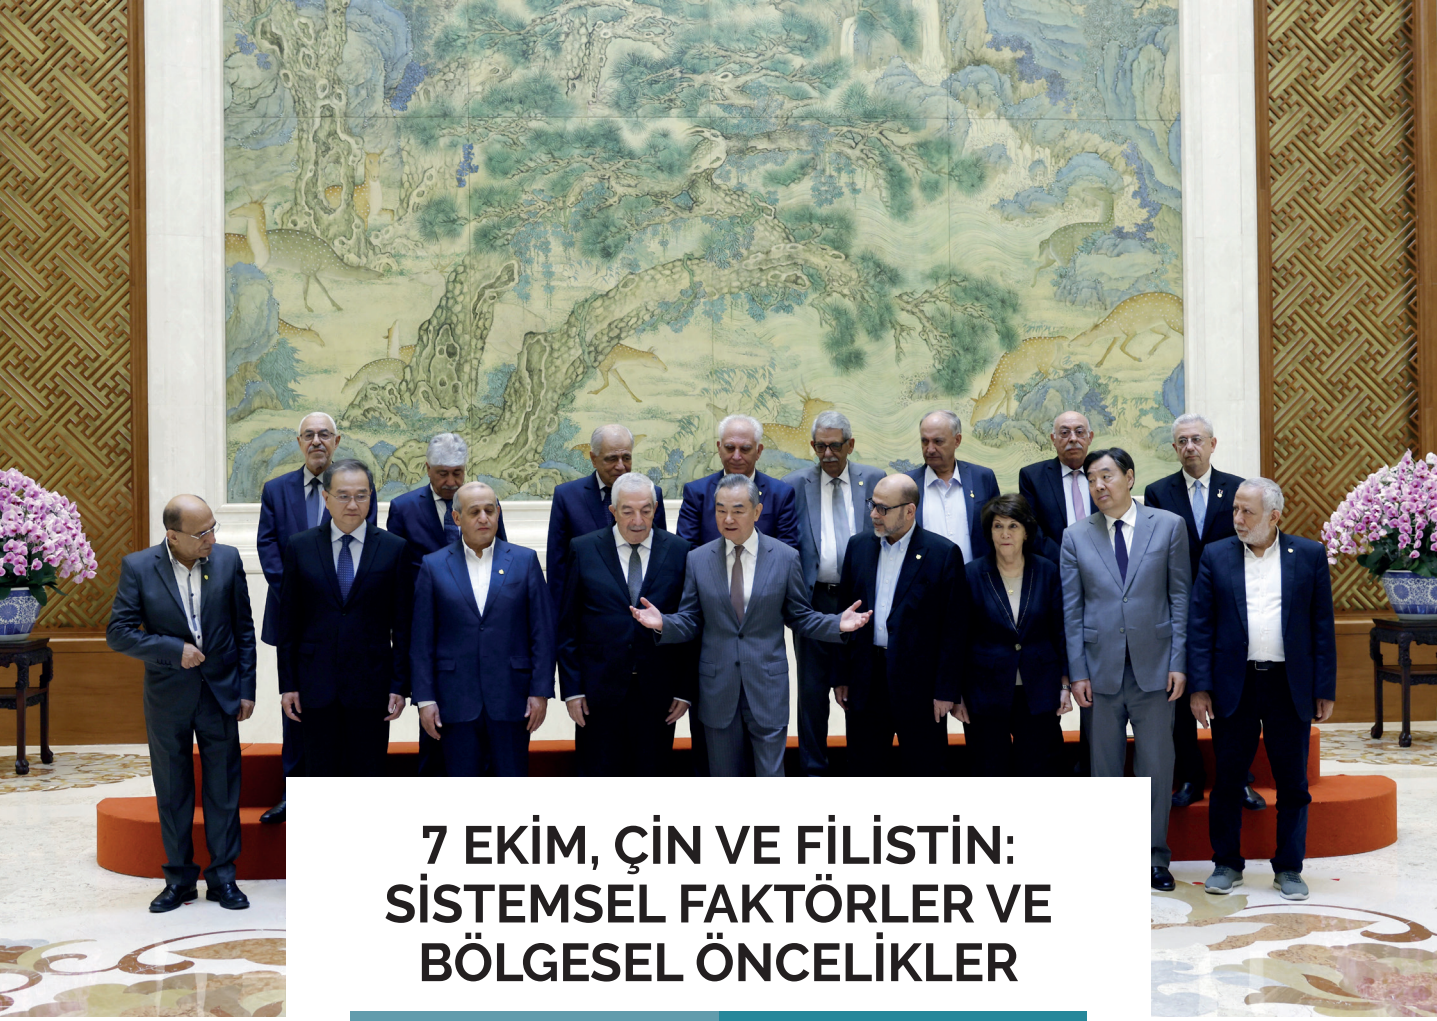 7 EKİM, ÇİN VE FİLİSTİN:
SİSTEMSEL FAKTÖRLER VE
BÖLGESEL ÖNCELİKLER